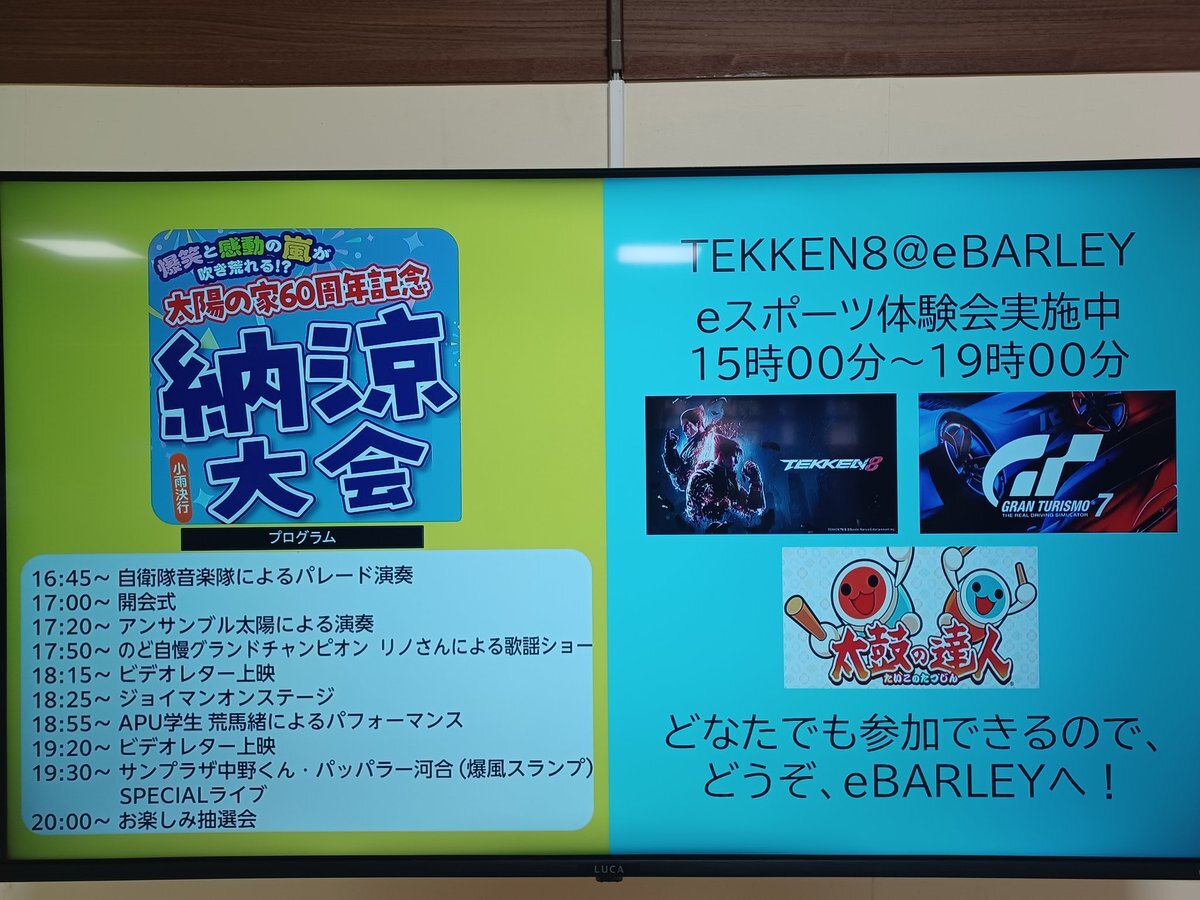 爆笑と感動の嵐が
吹き荒れる!?
太陽の家60周年記念
納涼
大会
小雨決行
プログラム
16:45～ 自衛隊音楽隊によるパレード演奏
17:00～ 開会式
17:20～ アンサンブル太陽による演奏
17:50～ のど自慢グランドチャンピオン リノさんによる歌謡ショー
18:15～ ビデオレター上映
18:25～ ジョイマンオンステージ
18:55～ APU学生 荒馬緒によるパフォーマンス
19:20～ ビデオレター上映
19:30～ サンプラザ中野くん・パッパラー河合（爆風スランプ）
SPECIALライブ
20:00～ お楽しみ抽選会
TEKKEN8@eBARLEY
eスポーツ体験会実施中
15時00分～19時00分
TEKKEN8
GT
GRAN TURISMO 7
THE REAL DRIVING SIMULATOR
太鼓の達人
たいこのたつじん
どなたでも参加できるので、
どうぞ、eBARLEYへ！
LUCA